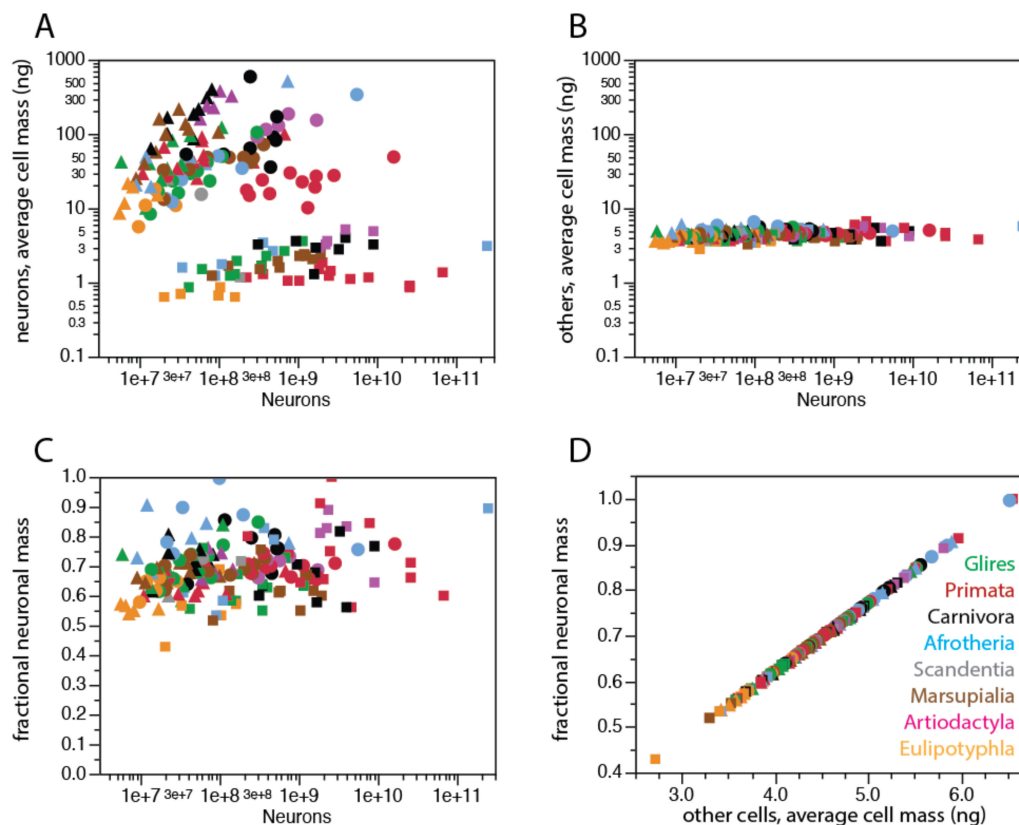 A
neurons, average cell mass (ng)
1000
500
300
100
50
30
10
5
3
1
0.5
0.3
0.1
1e+7
3e+7
1e+8
3e+8
1e+9
1e+10
1e+11
Neurons
B
others, average cell mass (ng)
1000
500
300
100
50
30
10
5
3
1
0.5
0.3
0.1
1e+7
3e+7
1e+8
3e+8
1e+9
1e+10
1e+11
Neurons
C
fractional neuronal mass
1.0
0.9
0.8
0.7
0.6
0.5
0.4
0.3
0.2
0.1
0.0
1e+7
3e+7
1e+8
3e+8
1e+9
1e+10
1e+11
Neurons
D
fractional neuronal mass
1.0
0.9
0.8
0.7
0.6
0.5
0.4
Glires
Primata
Carnivora
Afrotheria
Scandentia
Marsupialia
Artiodactyla
Eulipotyphla
3.0
4.0
5.0
6.0
other cells, average cell mass (ng)